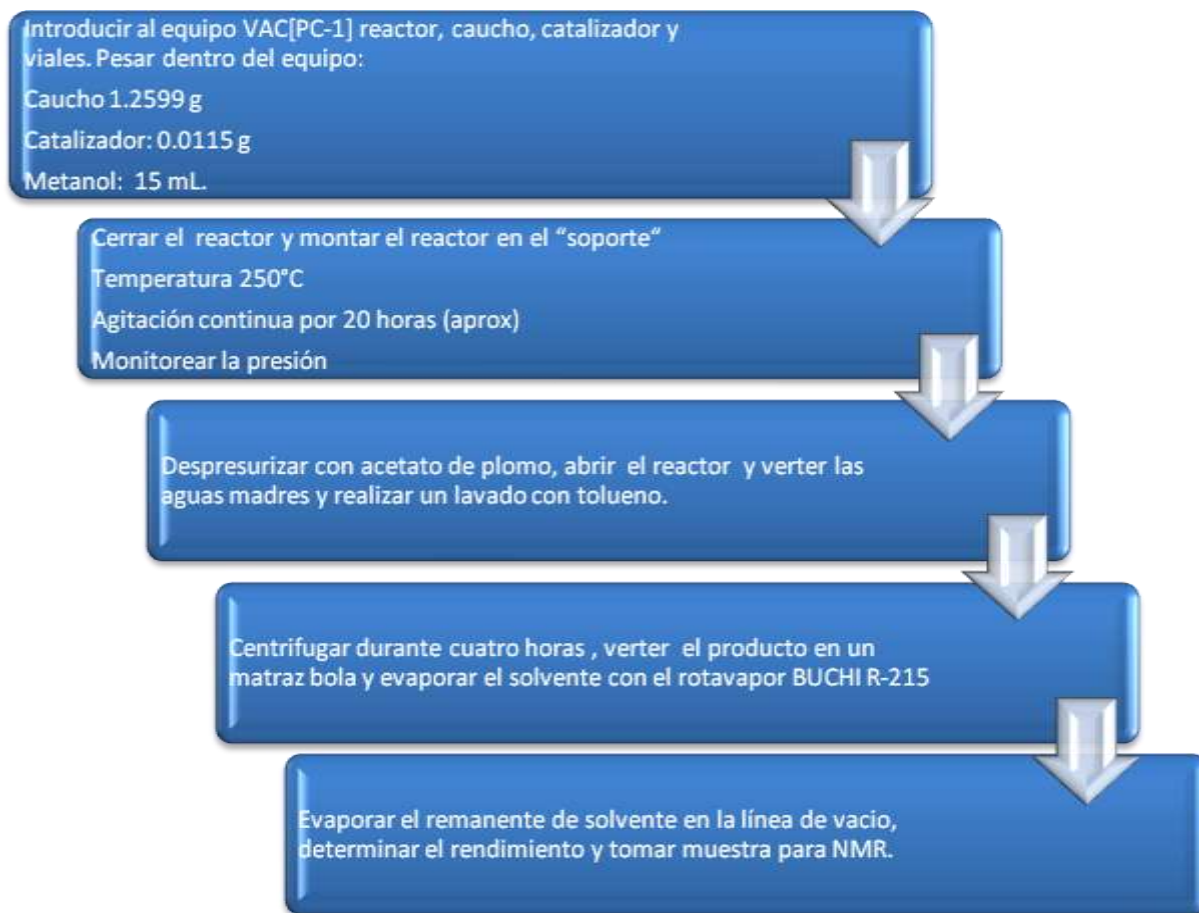 Introducir al equipo VAC[PC-1] reactor, caucho, catalizador y
viales. Pesar dentro del equipo:
Caucho 1.2599 g
Catalizador: 0.0115 g
Metanol: 15 mL.
Cerrar el reactor y montar el reactor en el “soporte“
Temperatura 250°C
Agitación continua por 20 horas (aprox)
Monitorear la presión
Despresurizar con acetato de plomo, abrir el reactor y verter las
aguas madres y realizar un lavado con tolueno.
Centrifugar durante cuatro horas , verter el producto en un
matraz bola y evaporar el solvente con el rotavapor BUCHI R-215
Evaporar el remanente de solvente en la línea de vacio,
determinar el rendimiento y tomar muestra para NMR.